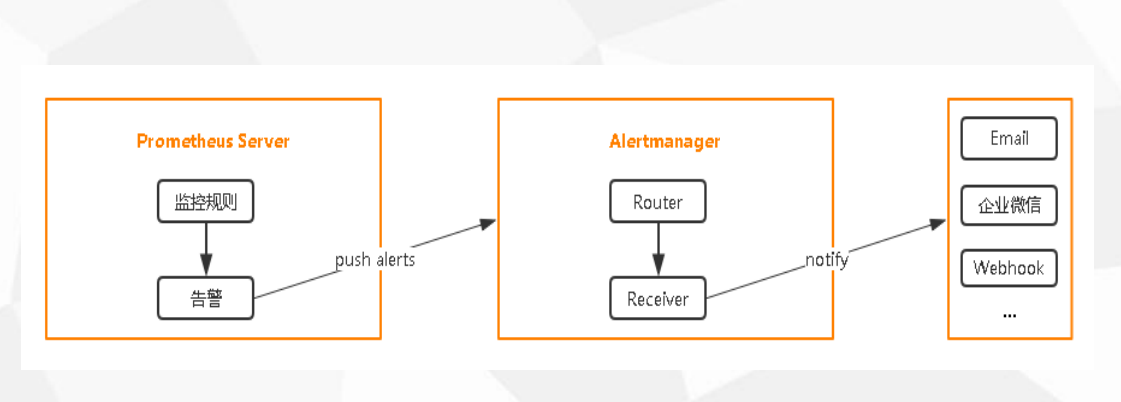 Prometheus Server
监控规则
告警
push alerts
Alertmanager
Router
Receiver
notify
Email
企业微信
Webhook
...